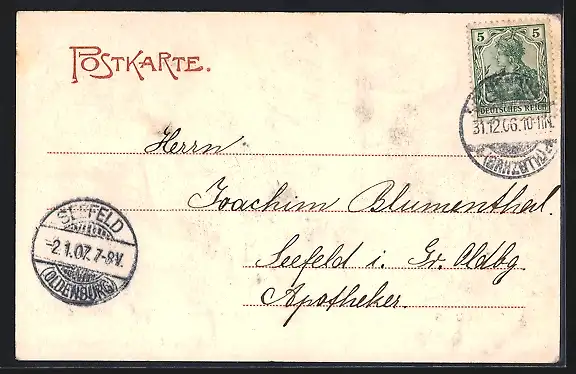 POSTKARTE.
5 5
DEUTSCHES REICH
31.12.06.10-11N.
Herrn
Joachim Blumenthal.
Seefeld i. Gr. Oldbg
Apotheker.
SEEFELD
-2.1.07. 7-8V.
(OLDENBURG)